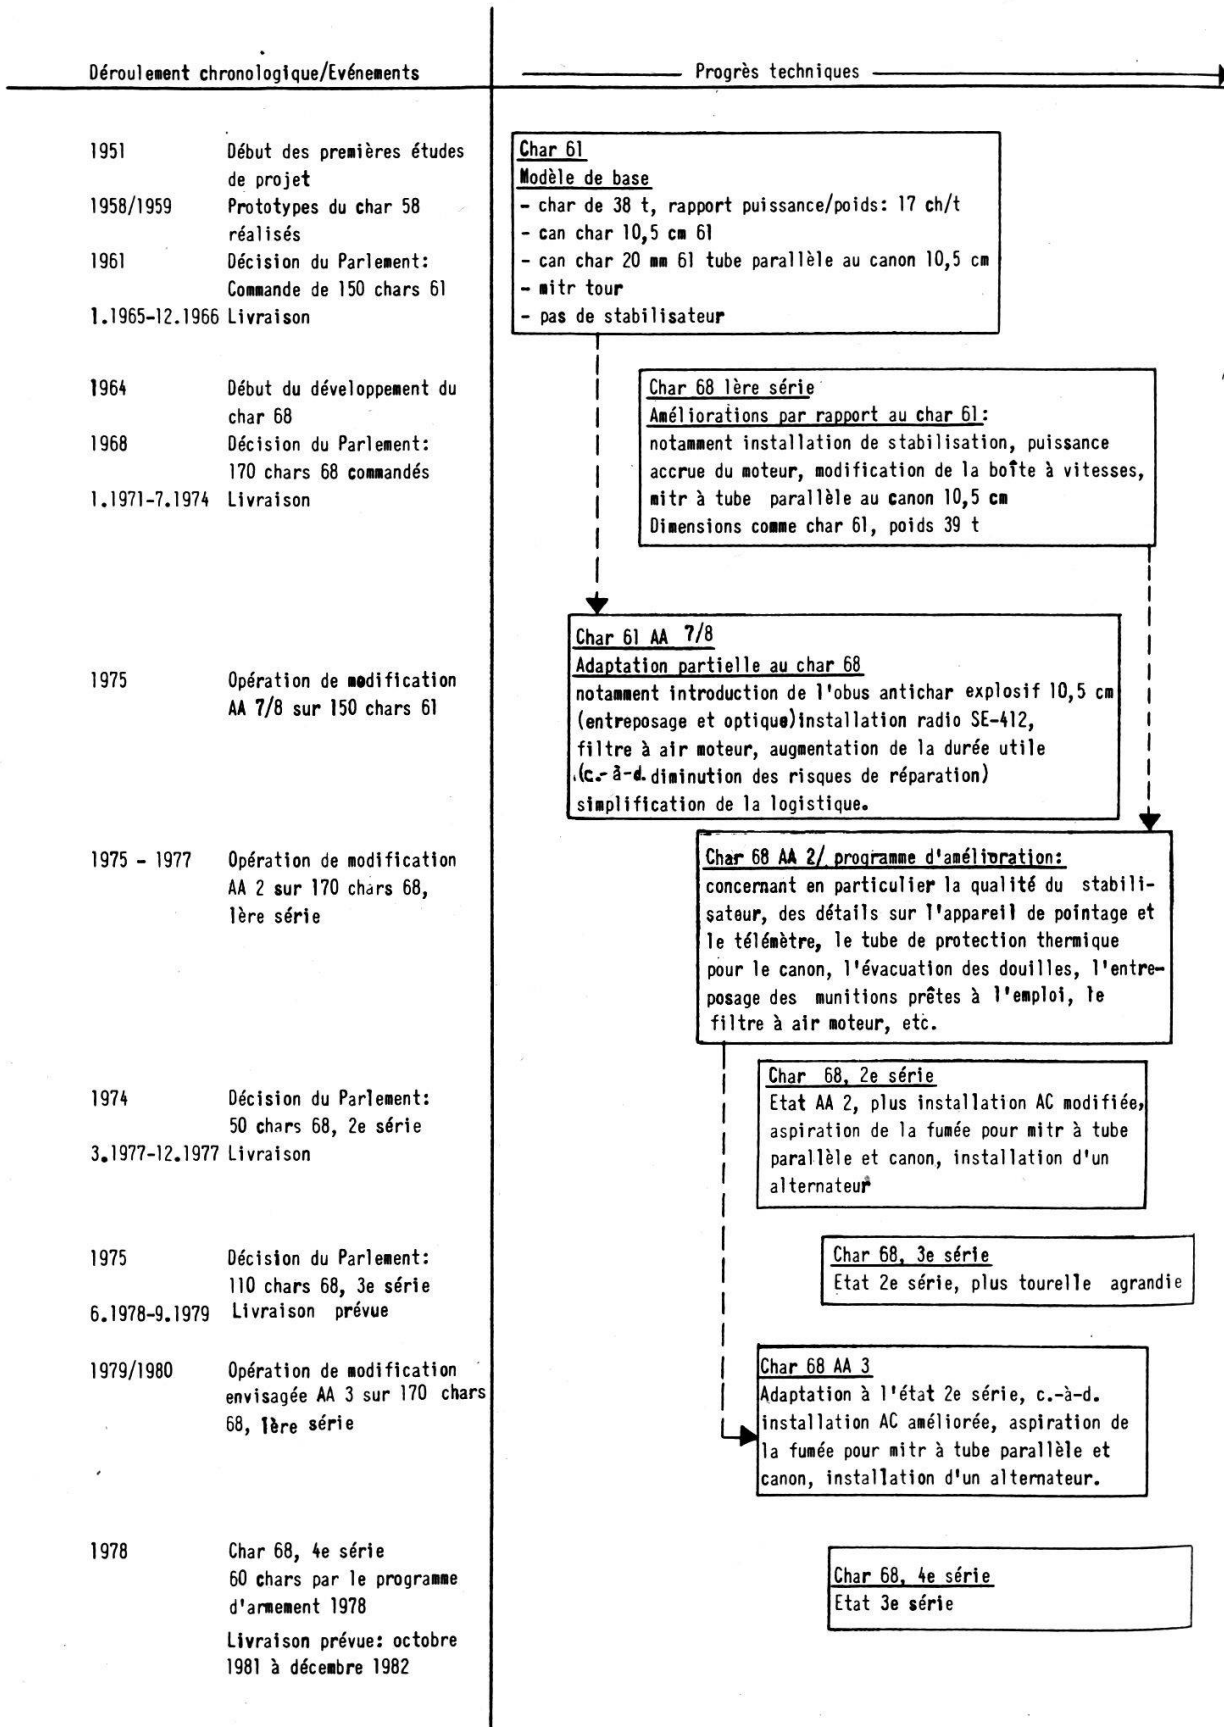 Déroulement chronologique/Evénements
Progrès techniques
1951 Début des premières études
de projet
1958/1959 Prototypes du char 58
réalisés
1961 Décision du Parlement:
Commande de 150 chars 61
1.1965-12.1966 Livraison
Char 61
Modèle de base
- char de 38 t, rapport puissance/poids: 17 ch/t
- can char 10,5 cm 61
- can char 20 mm 61 tube parallèle au canon 10,5 cm
- mitr tour
- pas de stabilisateur
1964 Début du développement du
char 68
1968 Décision du Parlement:
170 chars 68 commandés
1.1971-7.1974 Livraison
Char 68 1ère série
Améliorations par rapport au char 61:
notamment installation de stabilisation, puissance
accrue du moteur, modification de la boîte à vitesses,
mitr à tube parallèle au canon 10,5 cm
Dimensions comme char 61, poids 39 t
1975 Opération de modification
AA 7/8 sur 150 chars 61
Char 61 AA 7/8
Adaptation partielle au char 68
notamment introduction de l'obus antichar explosif 10,5 cm
(entreposage et optique)installation radio SE-412,
filtre à air moteur, augmentation de la durée utile
(c.-à-d. diminution des risques de réparation)
simplification de la logistique.
1975 - 1977 Opération de modification
AA 2 sur 170 chars 68,
1ère série
Char 68 AA 2/ programme d'amélioration:
concernant en particulier la qualité du stabili-
sateur, des détails sur l'appareil de pointage et
le télémètre, le tube de protection thermique
pour le canon, l'évacuation des douilles, l'entre-
posage des munitions prêtes à l'emploi, le
filtre à air moteur, etc.
1974 Décision du Parlement:
50 chars 68, 2e série
3.1977-12.1977 Livraison
Char 68, 2e série
Etat AA 2, plus installation AC modifiée,
aspiration de la fumée pour mitr à tube
parallèle et canon, installation d'un
alternateur
1975 Décision du Parlement:
110 chars 68, 3e série
6.1978-9.1979 Livraison prévue
Char 68, 3e série
Etat 2e série, plus tourelle agrandie
1979/1980 Opération de modification
envisagée AA 3 sur 170 chars
68, 1ère série
Char 68 AA 3
Adaptation à l'état 2e série, c.-à-d.
installation AC améliorée, aspiration de
la fumée pour mitr à tube parallèle et
canon, installation d'un alternateur.
1978 Char 68, 4e série
60 chars par le programme
d'armement 1978
Livraison prévue: octobre
1981 à décembre 1982
Char 68, 4e série
Etat 3e série